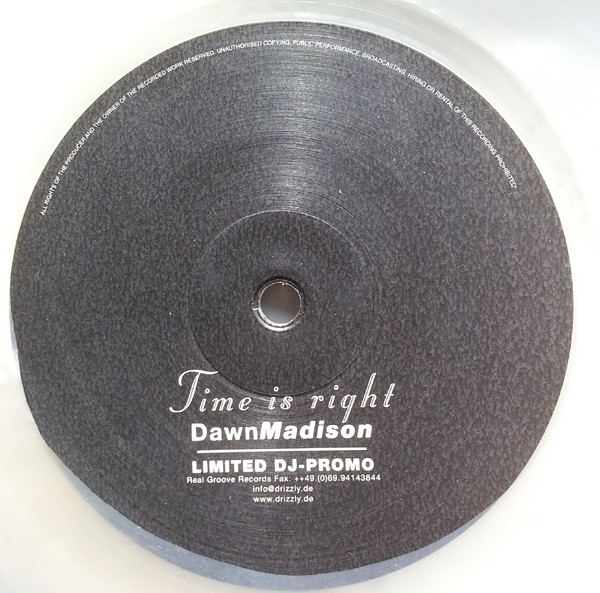 ALL RIGHTS OF THE PRODUCER AND THE OWNER OF THE RECORDED WORK RESERVED. UNAUTHORISED COPYING, PUBLIC PERFORMANCE, BROADCASTING, HIRING OR RENTAL OF THIS RECORDING PROHIBITED!
Time is right
DawnMadison
LIMITED DJ-PROMO
Real Groove Records Fax: ++49.(0)69.94143844
info@drizzly.de
www.drizzly.de